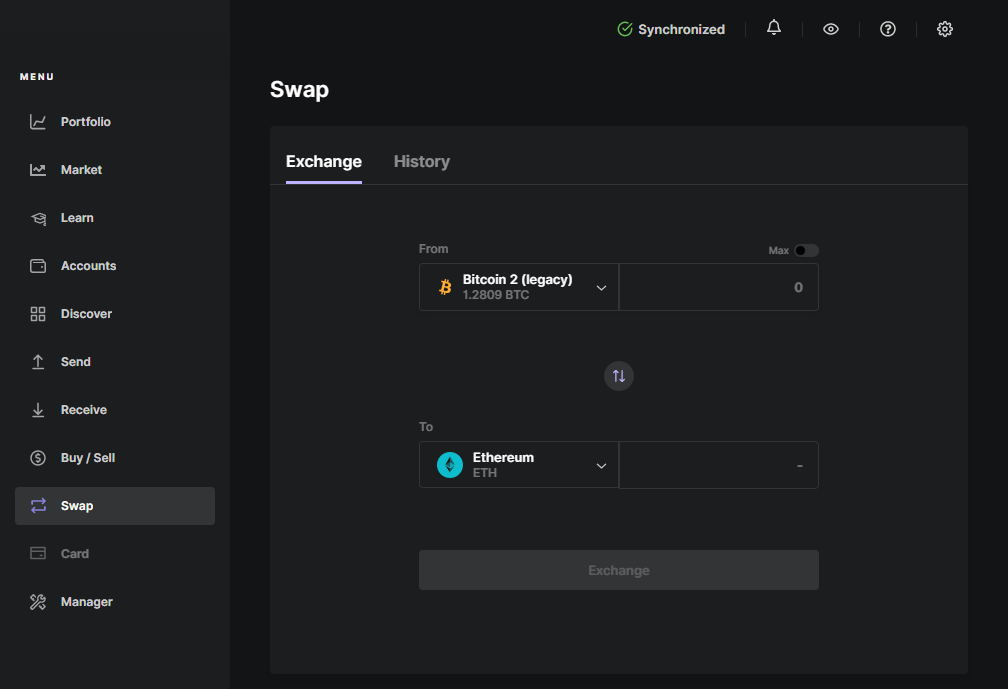 Synchronized
MENU
Portfolio
Market
Learn
Accounts
Discover
Send
Receive
Buy / Sell
Swap
Card
Manager
Swap
Exchange
History
From
Max
Bitcoin 2 (legacy)
1.2809 BTC
0
To
Ethereum
ETH
-
Exchange